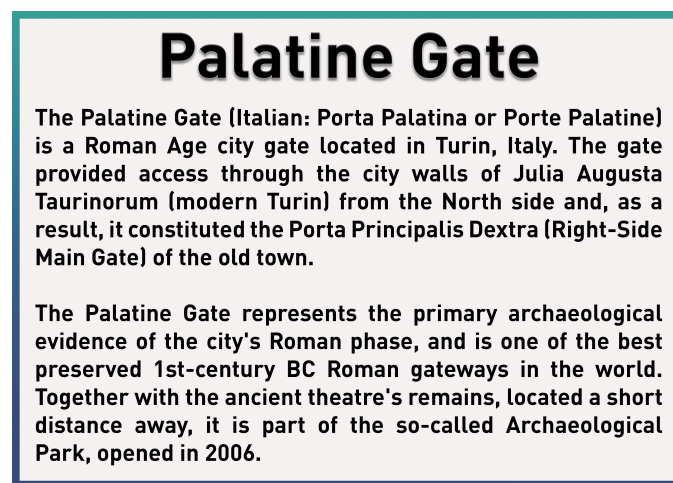 Palatine Gate
The Palatine Gate (Italian: Porta Palatina or Porte Palatine)
is a Roman Age city gate located in Turin, Italy. The gate
provided access through the city walls of Julia Augusta
Taurinorum (modern Turin) from the North side and, as a
result, it constituted the Porta Principalis Dextra (Right-Side
Main Gate) of the old town.
The Palatine Gate represents the primary archaeological
evidence of the city's Roman phase, and is one of the best
preserved 1st-century BC Roman gateways in the world.
Together with the ancient theatre's remains, located a short
distance away, it is part of the so-called Archaeological
Park, opened in 2006.